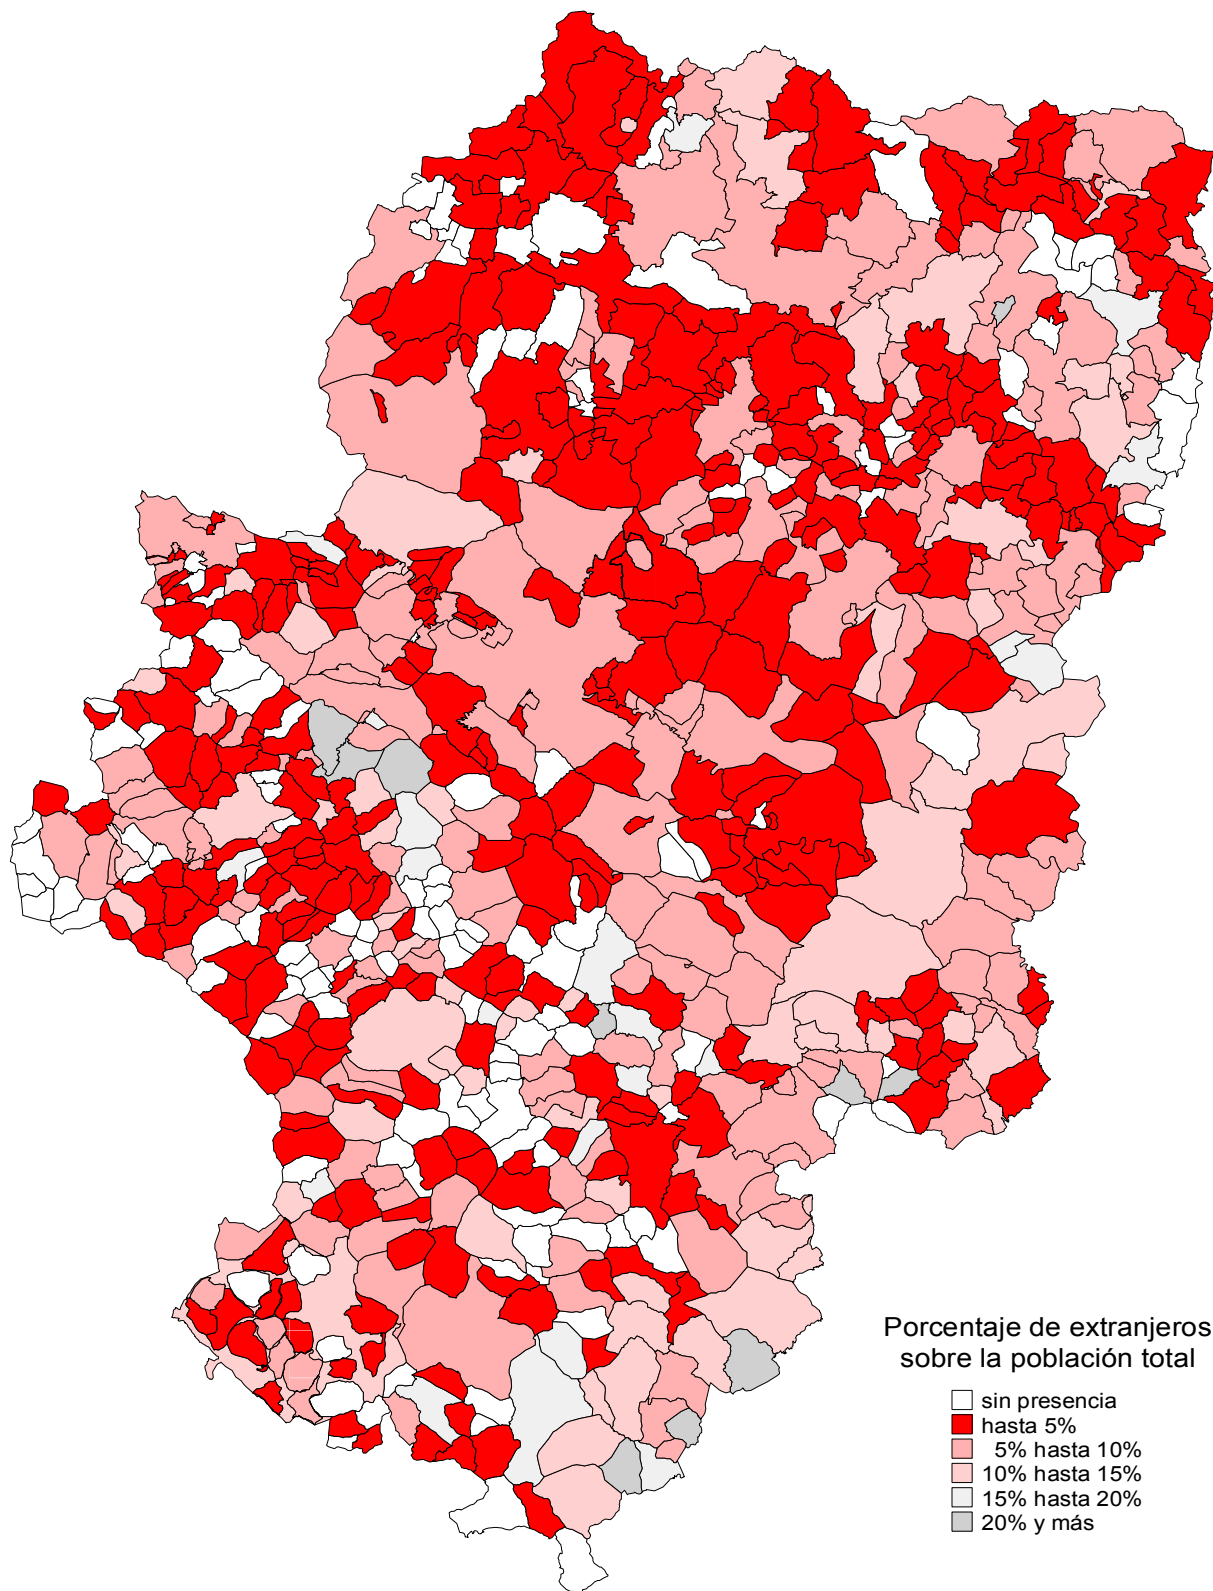 Porcentaje de extranjeros
sobre la población total
sin presencia
hasta 5%
5% hasta 10%
10% hasta 15%
15% hasta 20%
20% y más